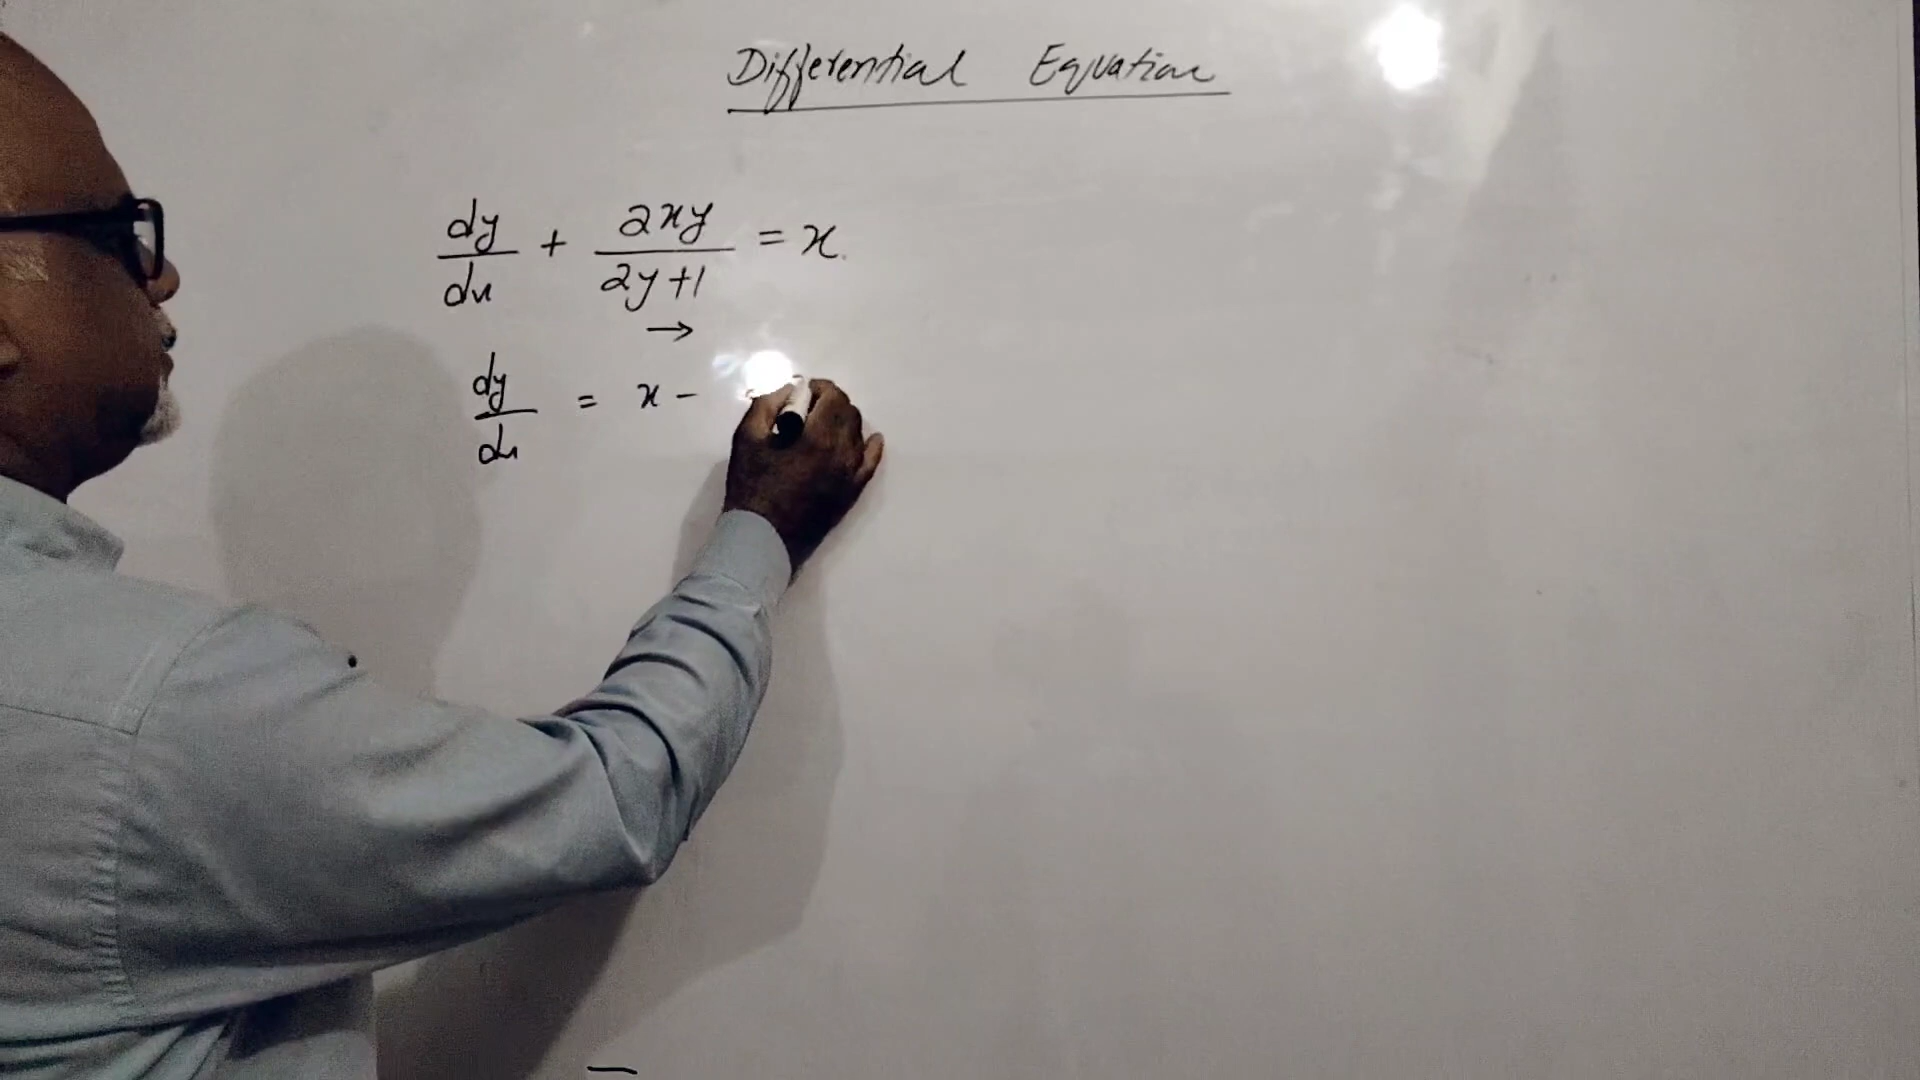 Differential Equation
dy/dx + 2xy/2y+1 = x
→
dy/dx = x -